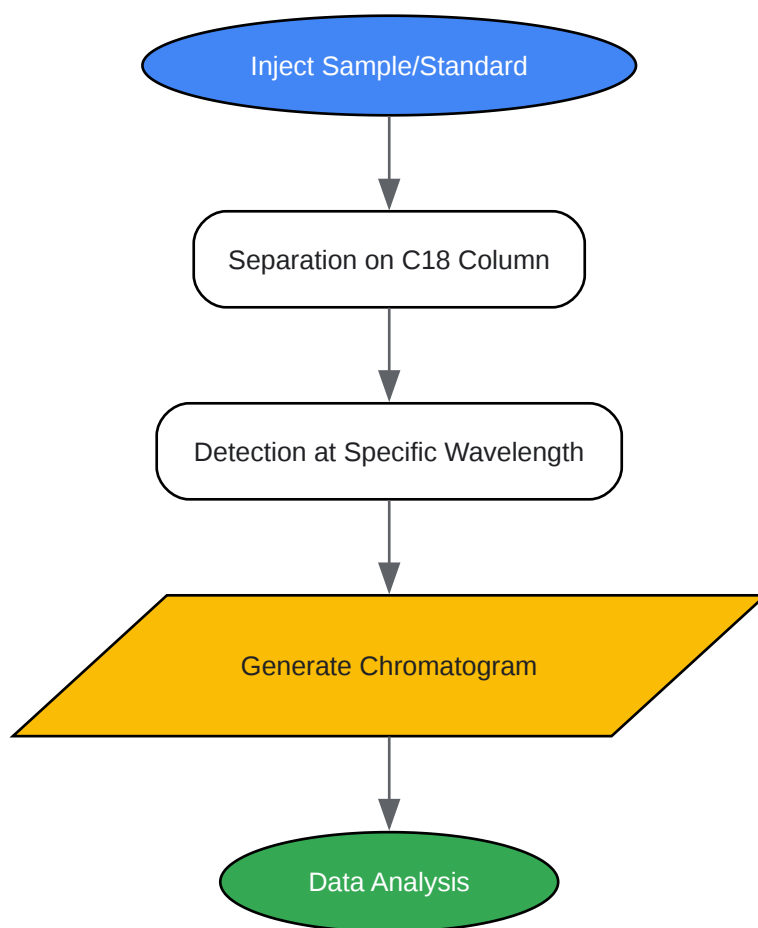 Inject Sample/Standard
Separation on C18 Column
Detection at Specific Wavelength
Generate Chromatogram
Data Analysis